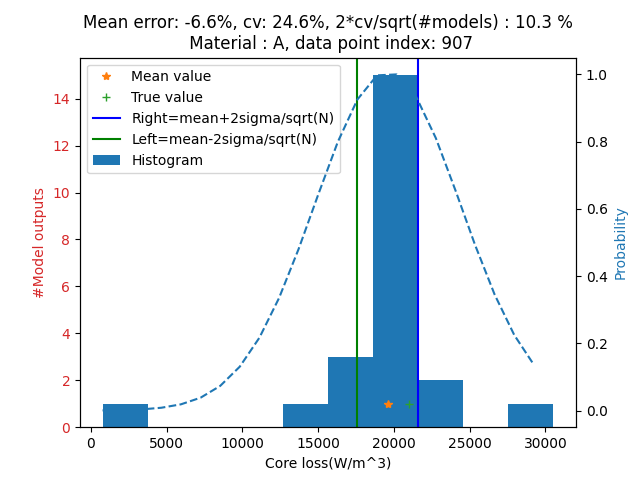 Mean error: -6.6%, cv: 24.6%, 2*cv/sqrt(#models) : 10.3 %
Material : A, data point index: 907
Mean value
True value
Right=mean+2sigma/sqrt(N)
Left=mean-2sigma/sqrt(N)
Histogram
#Model outputs
14
12
10
8
6
4
2
0
1.0
0.8
0.6
0.4
0.2
0.0
Probability
0 5000 10000 15000 20000 25000 30000
Core loss(W/m^3)